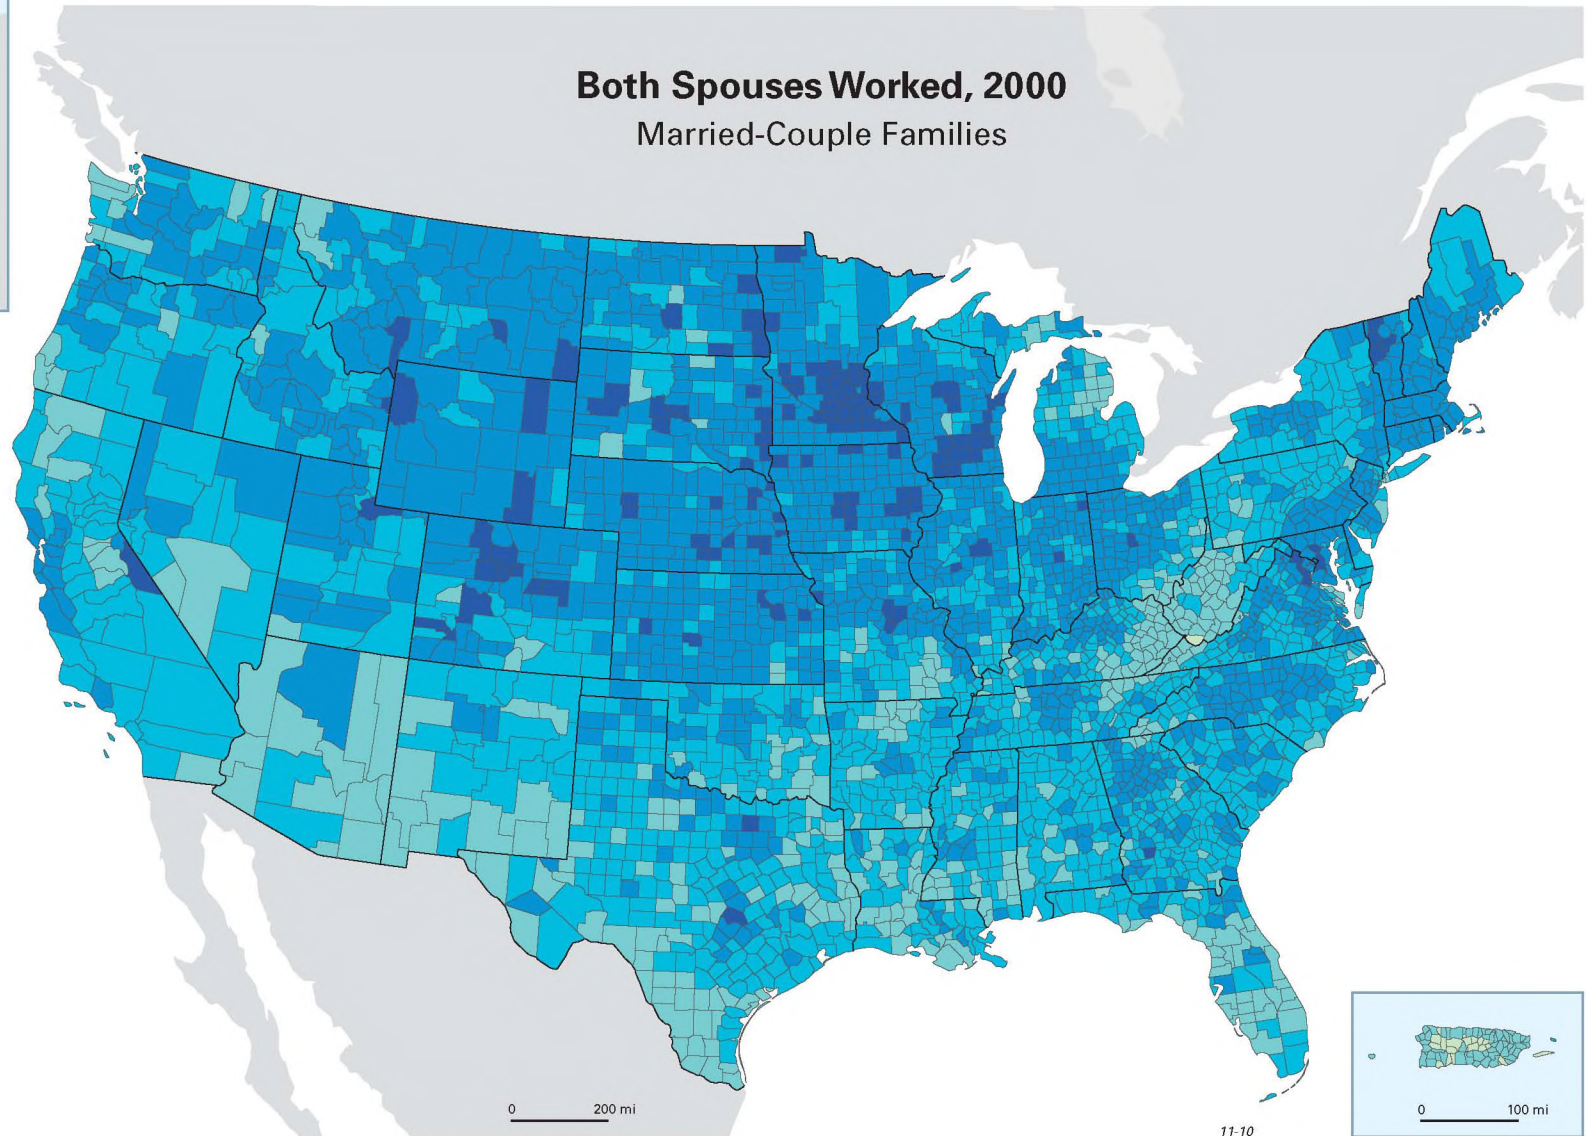 Both Spouses Worked, 2000
Married-Couple Families
0 200 mi
0 100 mi
11-10